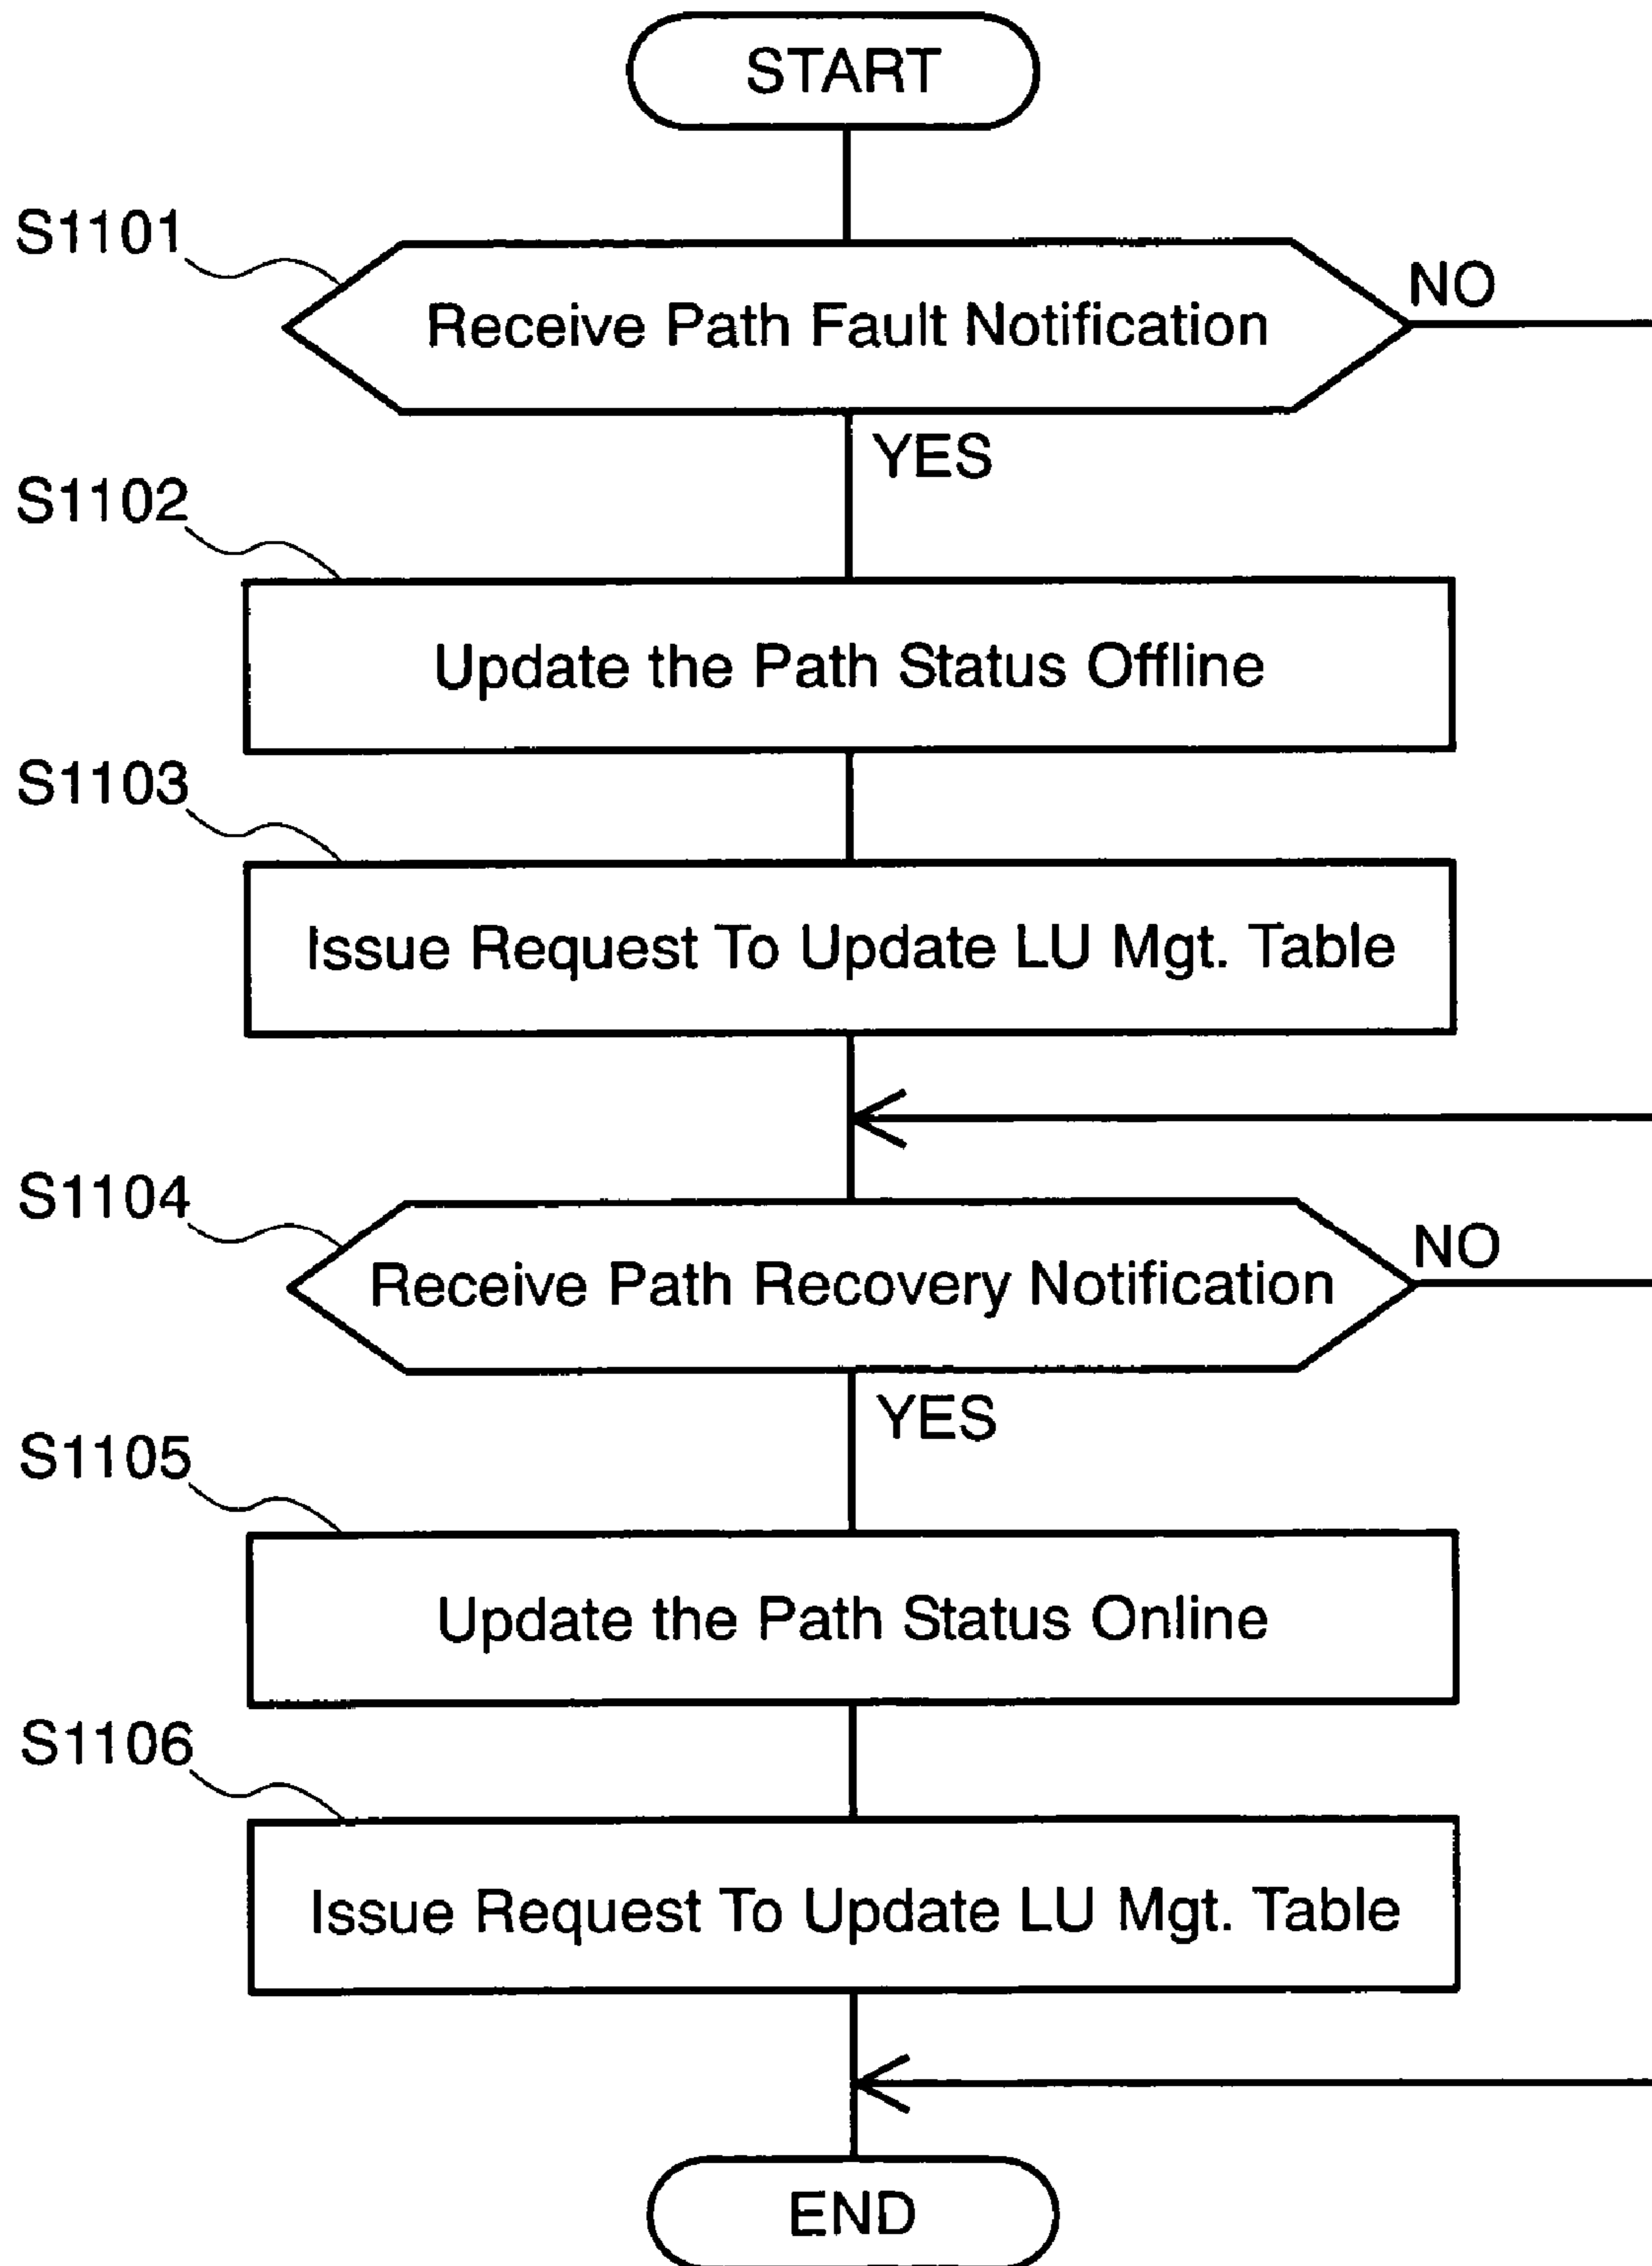 START
S1101
Receive Path Fault Notification
NO
YES
S1102
Update the Path Status Offline
S1103
Issue Request To Update LU Mgt. Table
S1104
Receive Path Recovery Notification
NO
YES
S1105
Update the Path Status Online
S1106
Issue Request To Update LU Mgt. Table
END